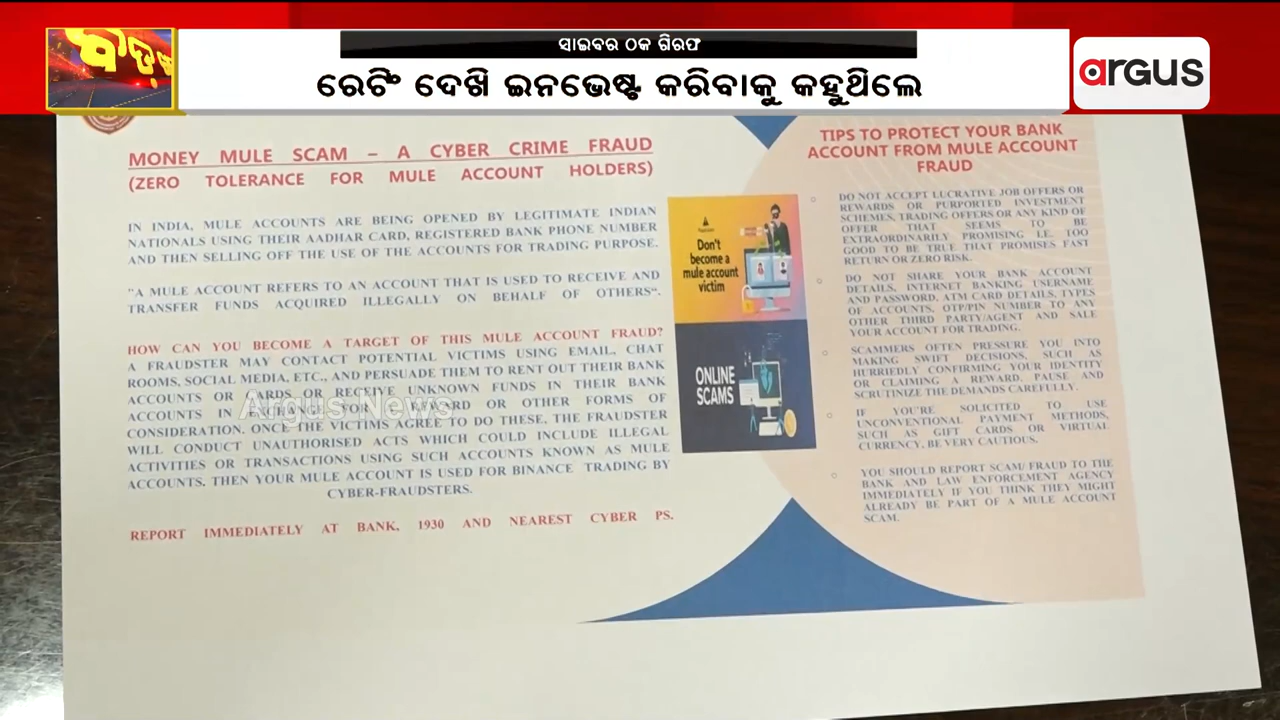 ସାଇବର ଠକ ଗିରଫ
ରେଟିଂ ଦେଖି ଇନଭେଷ୍ଟ କରିବାକୁ କହୁଥିଲେ
argus
MONEY MULE SCAM – A CYBER CRIME FRAUD
(ZERO TOLERANCE FOR MULE ACCOUNT HOLDERS)
IN INDIA, MULE ACCOUNTS ARE BEING OPENED BY LEGITIMATE INDIAN
NATIONALS USING THEIR AADHAR CARD, REGISTERED BANK PHONE NUMBER
AND THEN SELLING OFF THE USE OF THE ACCOUNTS FOR TRADING PURPOSE.
"A MULE ACCOUNT REFERS TO AN ACCOUNT THAT IS USED TO RECEIVE AND
TRANSFER FUNDS ACQUIRED ILLEGALLY ON BEHALF OF OTHERS".
HOW CAN YOU BECOME A TARGET OF THIS MULE ACCOUNT FRAUD?
A FRAUDSTER MAY CONTACT POTENTIAL VICTIMS USING EMAIL, CHAT
ROOMS, SOCIAL MEDIA, ETC., AND PERSUADE THEM TO RENT OUT THEIR BANK
ACCOUNTS OR CARDS OR RECEIVE UNKNOWN FUNDS IN THEIR BANK
ACCOUNTS IN FOR OR OTHER FORMS OF
CONSIDERATION. ONCE THE VICTIMS AGREE TO DO THESE, THE FRAUDSTER
WILL CONDUCT UNAUTHORISED ACTS WHICH COULD INCLUDE ILLEGAL
ACTIVITIES OR TRANSACTIONS USING SUCH ACCOUNTS KNOWN AS MULE
ACCOUNTS. THEN YOUR MULE ACCOUNT IS USED FOR BINANCE TRADING BY
CYBER-FRAUDSTERS.
REPORT IMMEDIATELY AT BANK, 1930 AND NEAREST CYBER PS.
Argus News
Argus News
Don't
become a
mule account
victim
ONLINE
SCAMS
TIPS TO PROTECT YOUR BANK
ACCOUNT FROM MULE ACCOUNT
FRAUD
DO NOT ACCEPT LUCRATIVE JOB OFFERS OR
REWARDS OR PURPORTED INVESTMENT
SCHEMES, TRADING OFFERS OR ANY KIND OF
OFFER THAT SEEMS TO BE
EXTRAORDINARILY PROMISING I.E. TOO
GOOD TO BE TRUE THAT PROMISES FAST
RETURN OR ZERO RISK.
DO NOT SHARE YOUR BANK ACCOUNT
DETAILS, INTERNET BANKING USERNAME
AND PASSWORD, ATM CARD DETAILS, TYPES
OF ACCOUNTS, OTP/PIN NUMBER TO ANY
OTHER THIRD PARTY/AGENT AND SALE
YOUR ACCOUNT FOR TRADING.
SCAMMERS OFTEN PRESSURE YOU INTO
MAKING SWIFT DECISIONS, SUCH AS
HURRIEDLY CONFIRMING YOUR IDENTITY
OR CLAIMING A REWARD. PAUSE AND
SCRUTINIZE THE DEMANDS CAREFULLY.
IF YOU'RE SOLICITED TO USE
UNCONVENTIONAL PAYMENT METHODS,
SUCH AS GIFT CARDS OR VIRTUAL
CURRENCY, BE VERY CAUTIOUS.
YOU SHOULD REPORT SCAM/ FRAUD TO THE
BANK AND LAW ENFORCEMENT AGENCY
IMMEDIATELY IF YOU THINK THEY MIGHT
ALREADY BE PART OF A MULE ACCOUNT
SCAM.